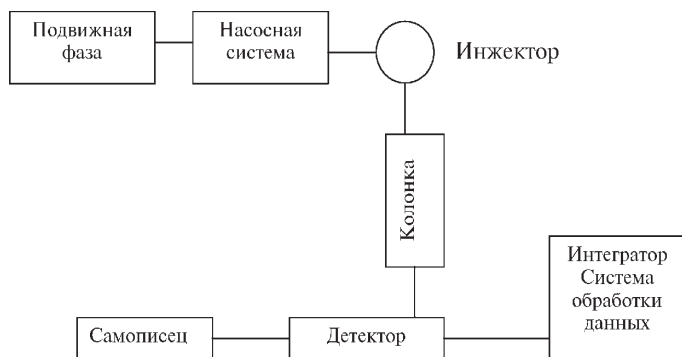 Подвижная
фаза
Насосная
система
Инжектор
Колонка
Интегратор
Система
обработки
данных
Самописец
Детектор